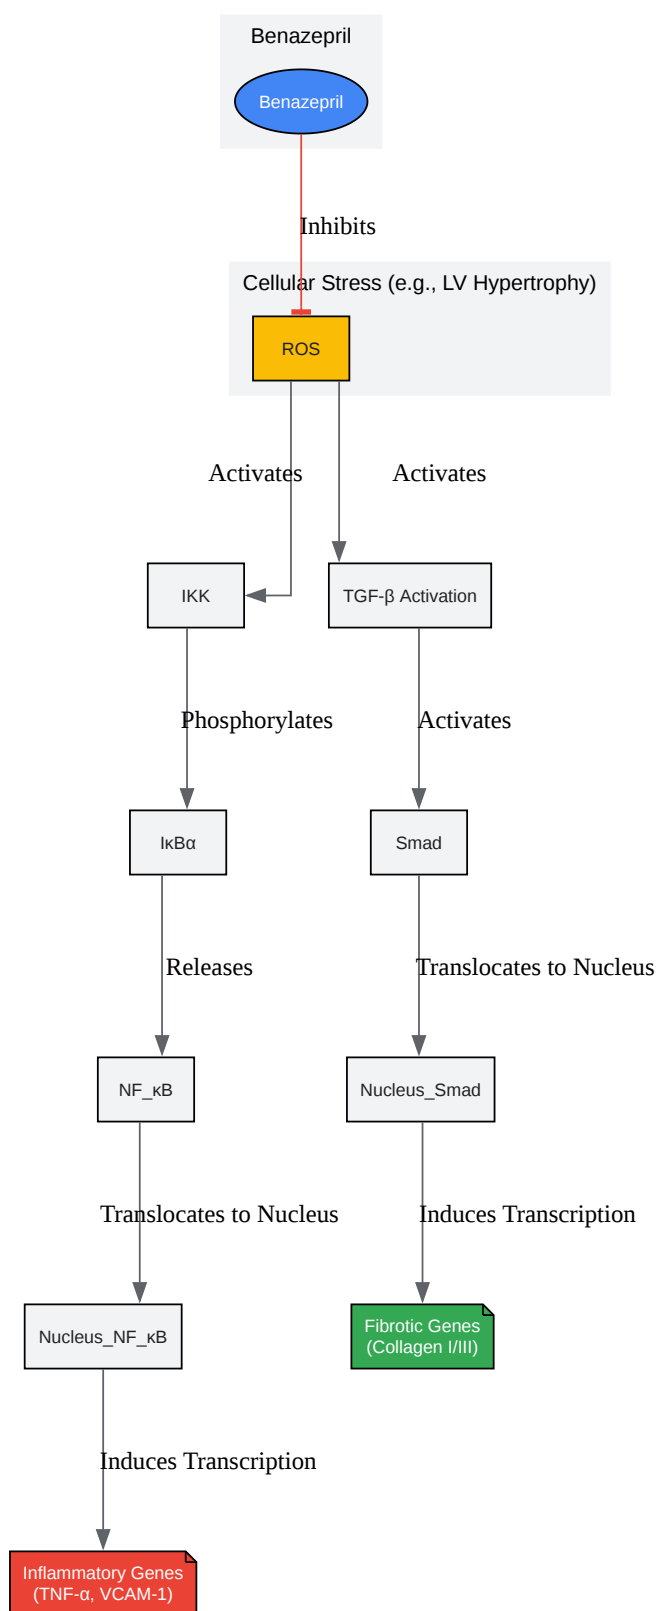 Benazepril
Benazepril
Inhibits
Cellular Stress (e.g., LV Hypertrophy)
ROS
Activates
Activates
IKK
TGF-β Activation
Phosphorylates
Activates
IκBα
Smad
Releases
Translocates to Nucleus
NF_κB
Nucleus_Smad
Translocates to Nucleus
Induces Transcription
Nucleus_NF_κB
Fibrotic Genes
(Collagen I/III)
Induces Transcription
Inflammatory Genes
(TNF-α, VCAM-1)